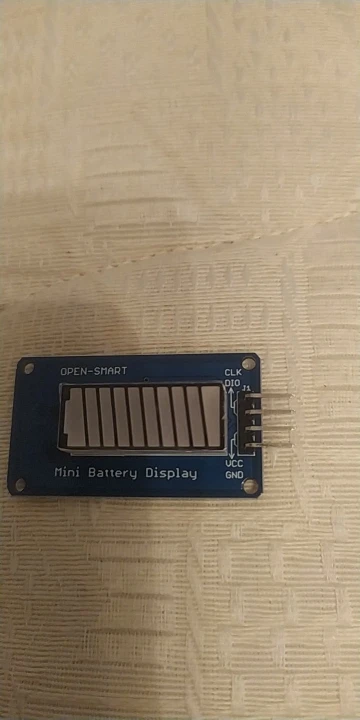 OPEN-SMART
CLK
DIO
J1
VCC
GND
Mini Battery Display